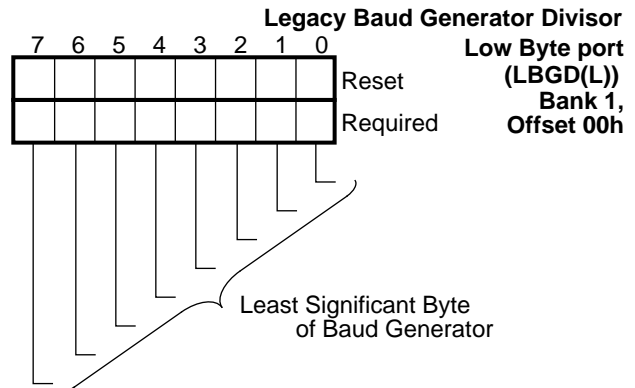 Legacy Baud Generator Divisor
Low Byte port
(LBGD(L))
Bank 1,
Offset 00h
7 6 5 4 3 2 1 0
Reset
Required
Least Significant Byte
of Baud Generator